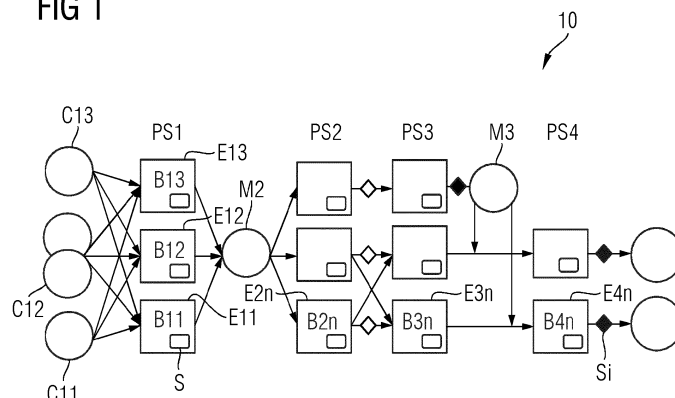 FIG 1
10
C13
PS1
PS2
PS3
M3
PS4
E13
B13
M2
E12
B12
C12
E11
E2n
E3n
E4n
B11
B2n
B3n
B4n
C11
S
Si